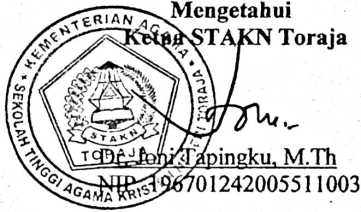 Mengetahui
Ketua STAKN Toraja
KEMENTERIAN AGAMA
SEKOLAH TINGGI AGAMA KRISTEN TORAJA
STAKN
TORAJA
Dr. Joni Tapingku, M.Th
NIP. 196701242005511003